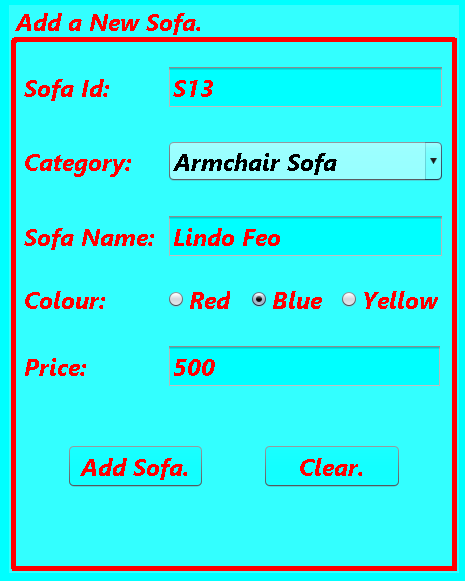 Add a New Sofa.
Sofa Id: S13
Category: Armchair Sofa
Sofa Name: Lindo Feo
Colour: Red Blue Yellow
Price: 500
Add Sofa. Clear.